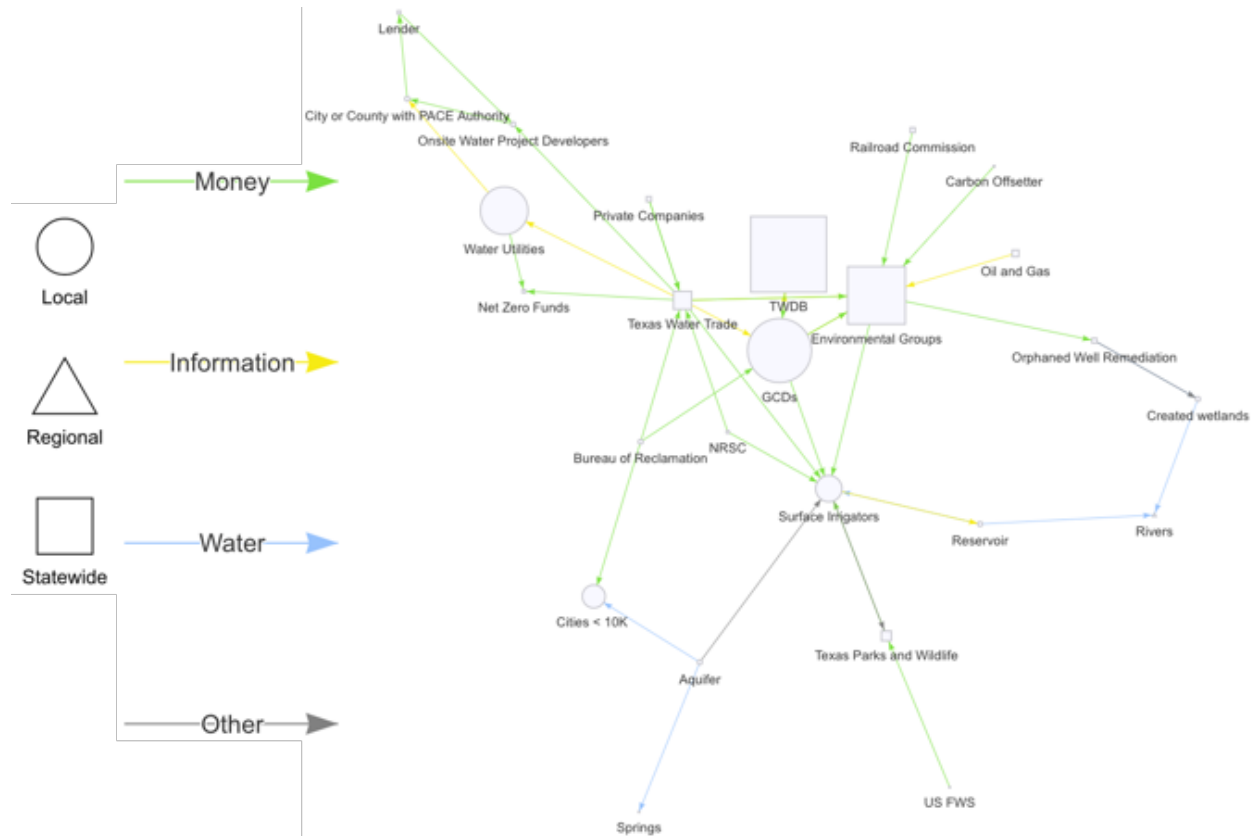 Lender
City or County with PACE Authority
Onsite Water Project Developers
Railroad Commission
Carbon Offsetter
Money
Private Companies
Local
Water Utilities
Oil and Gas
Net Zero Funds
TWDB
Texas Water Trade
Environmental Groups
Information
Orphaned Well Remediation
GCDs
Created wetlands
Regional
NRSC
Bureau of Reclamation
Surface Irrigators
Water
Reservoir
Rivers
Statewide
Cities < 10K
Texas Parks and Wildlife
Aquifer
Other
US FWS
Springs